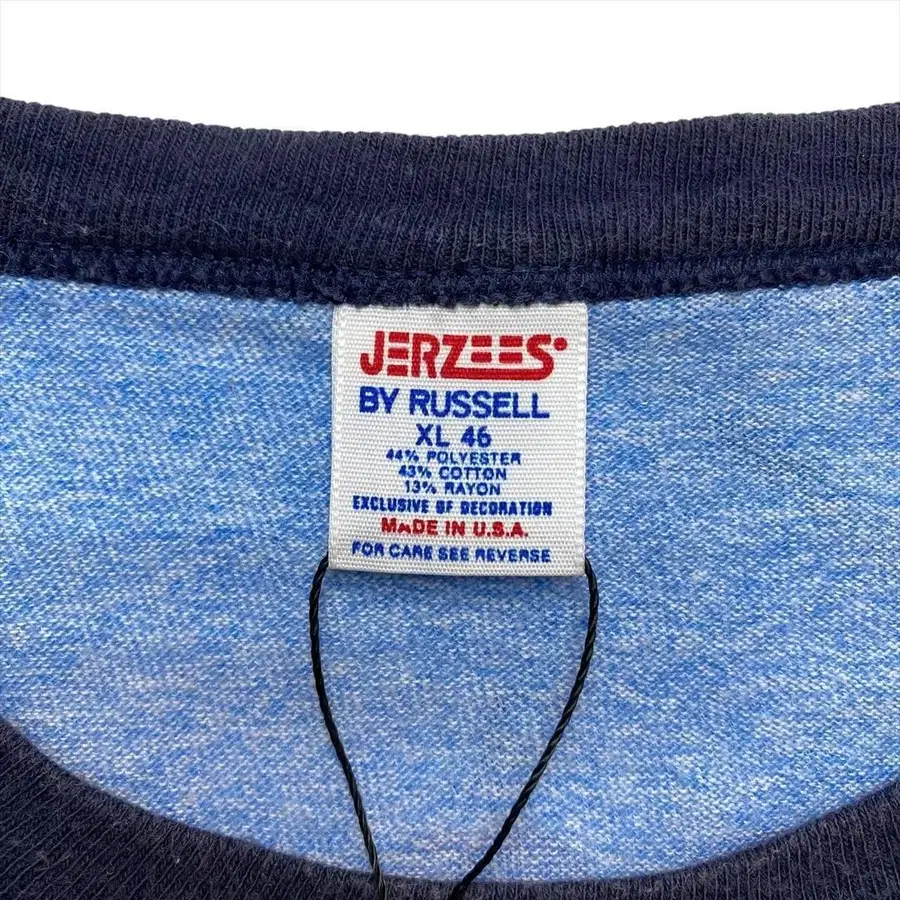 JERZEES
BY RUSSELL
XL 46
44% POLYESTER
43% COTTON
13% RAYON
EXCLUSIVE OF DECORATION
MADE IN U.S.A.
FOR CARE SEE REVERSE